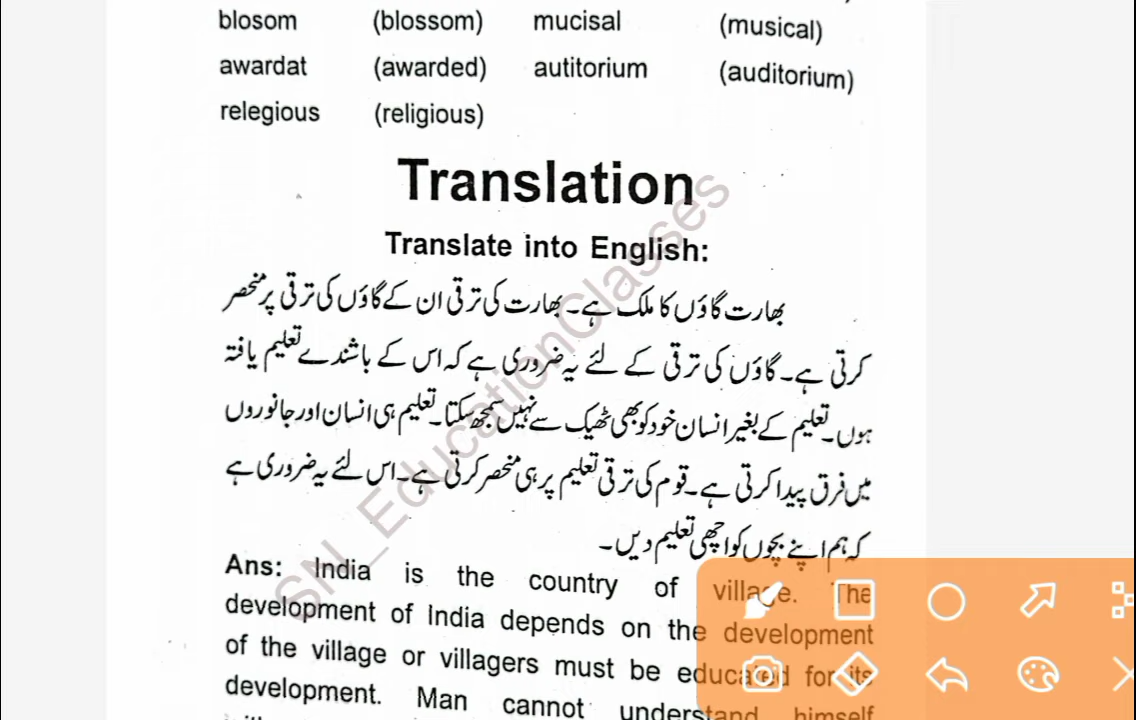 blosom (blossom) mucisal (musical)
awardat (awarded) autitorium (auditorium)
relegious (religious)
Translation
Translate into English:
بھارت گاؤں کا ملک ہے۔ بھارت کی ترقی ان کے گاؤں کی ترقی پر منحصر
کرتی ہے۔ گاؤں کی ترقی کے لئے یہ ضروری ہے کہ اس کے باشندے تعلیم یافتہ
ہوں۔ تعلیم کے بغیر انسان خود کو بھی ٹھیک سے نہیں سمجھ سکتا۔ تعلیم ہی انسان اور جانوروں
میں فرق پیدا کرتی ہے۔ قوم کی ترقی تعلیم پر ہی منحصر کرتی ہے۔ اس لئے یہ ضروری ہے
کہ ہم اپنے بچوں کو اچھی تعلیم دیں۔
Ans: India is the country of village. The
development of India depends on the development
of the village or villagers must be educated for its
development. Man cannot understand himself
SN_EducationClasses